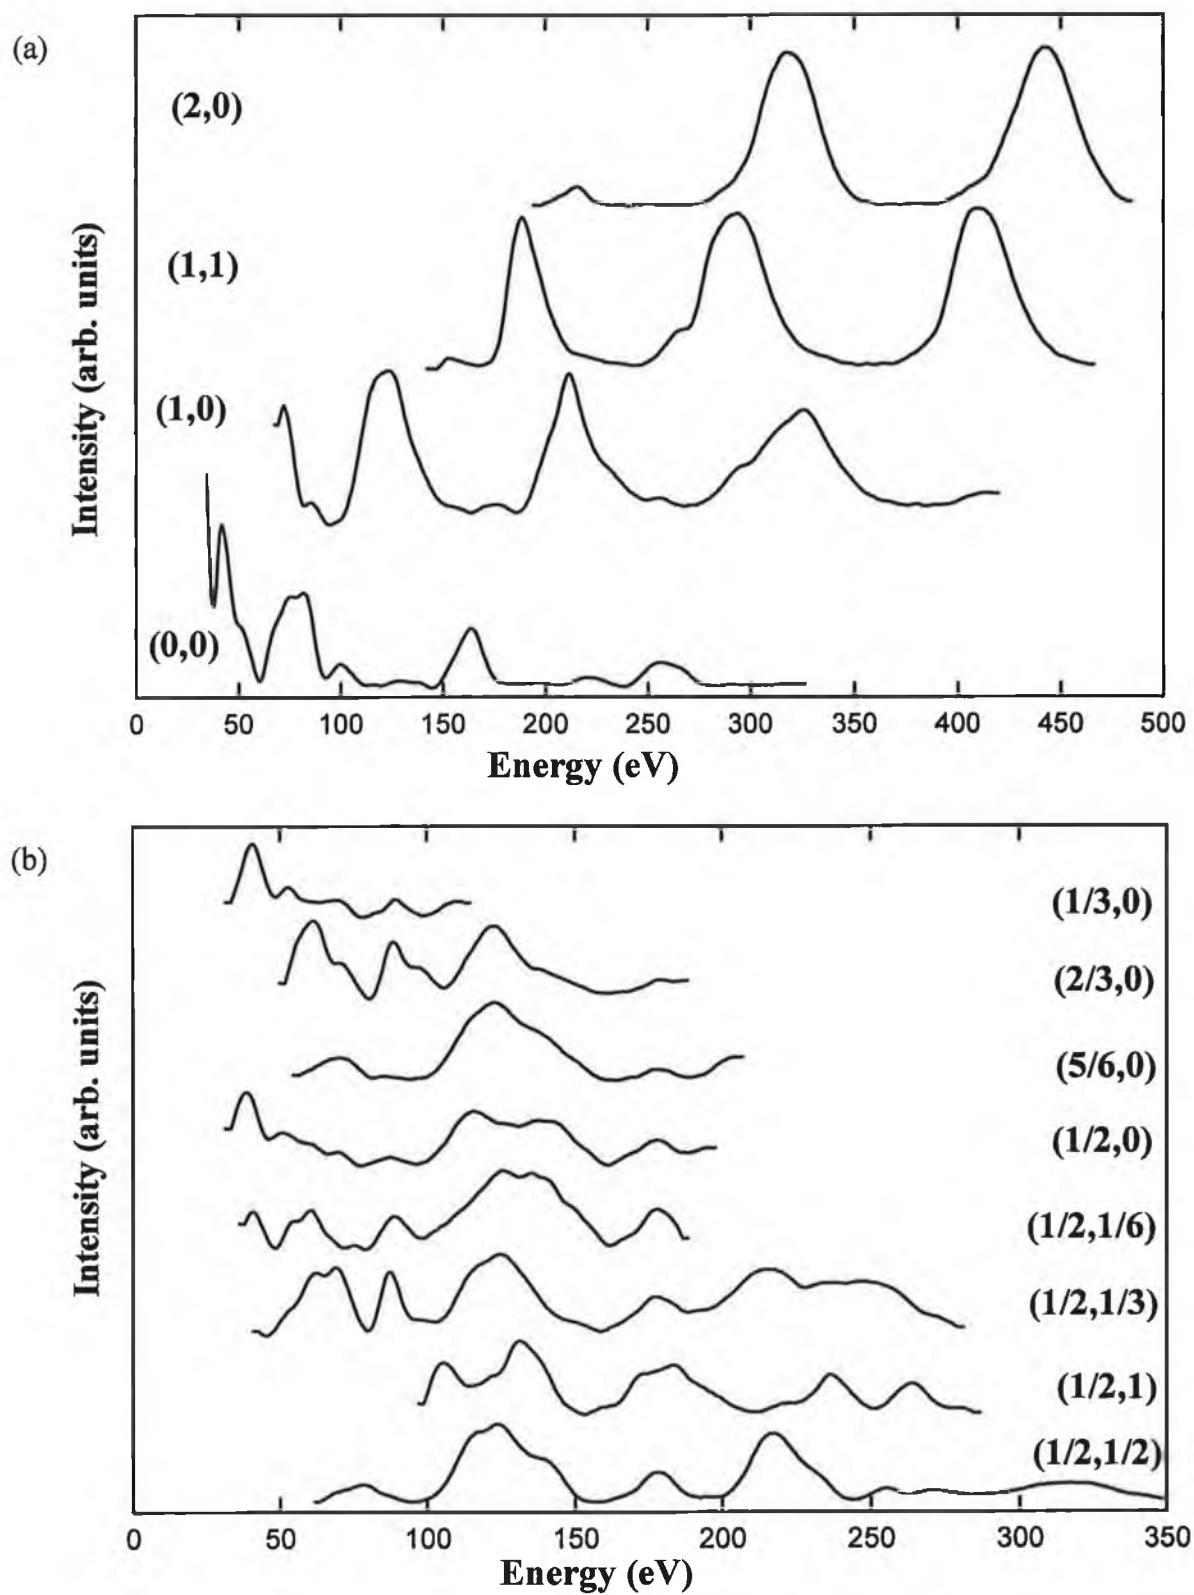 (a)
(2,0)
(1,1)
(1,0)
(0,0)
Intensity (arb. units)
0 50 100 150 200 250 300 350 400 450 500
Energy (eV)
(b)
(1/3,0)
(2/3,0)
(5/6,0)
(1/2,0)
(1/2,1/6)
(1/2,1/3)
(1/2,1)
(1/2,1/2)
Intensity (arb. units)
0 50 100 150 200 250 300 350
Energy (eV)